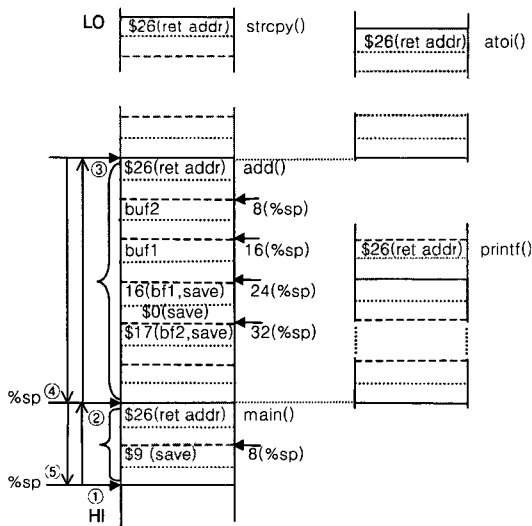 LO
$26(ret addr) strcpy()
$26(ret addr) atoi()
③ $26(ret addr) add()
buf2 8(%sp)
buf1 16(%sp)
$26(ret addr) printf()
16(bf1,save) 24(%sp)
$0(save)
$17(bf2,save) 32(%sp)
%sp ④
② $26(ret addr) main()
$9 (save) 8(%sp)
%sp ⑤
①
HI